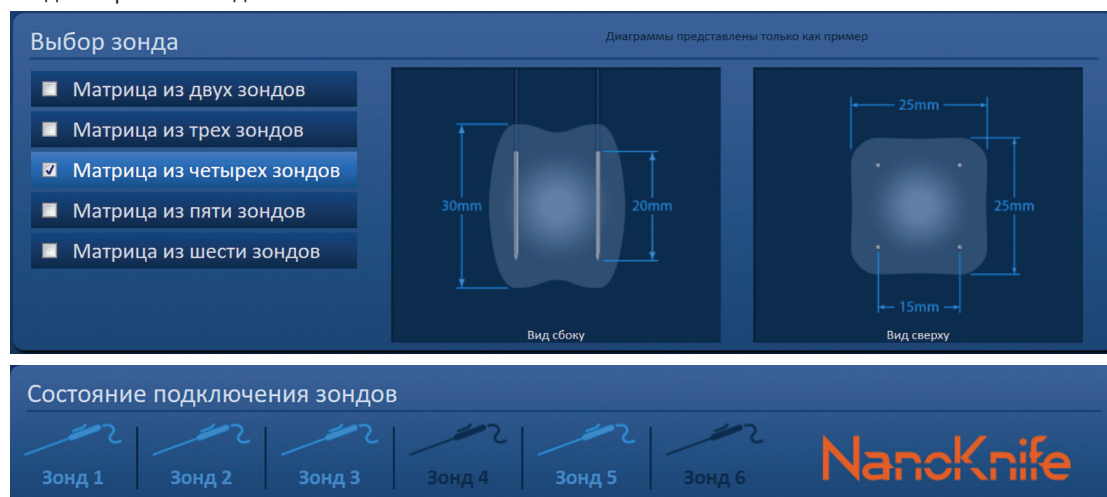 Выбор зонда
Диаграммы представлены только как пример
Матрица из двух зондов
Матрица из трех зондов
Матрица из четырех зондов
Матрица из пяти зондов
Матрица из шести зондов
30mm
20mm
Вид сбоку
25mm
25mm
15mm
Вид сверху
Состояние подключения зондов
Зонд 1
Зонд 2
Зонд 3
Зонд 4
Зонд 5
Зонд 6
NanoKnife